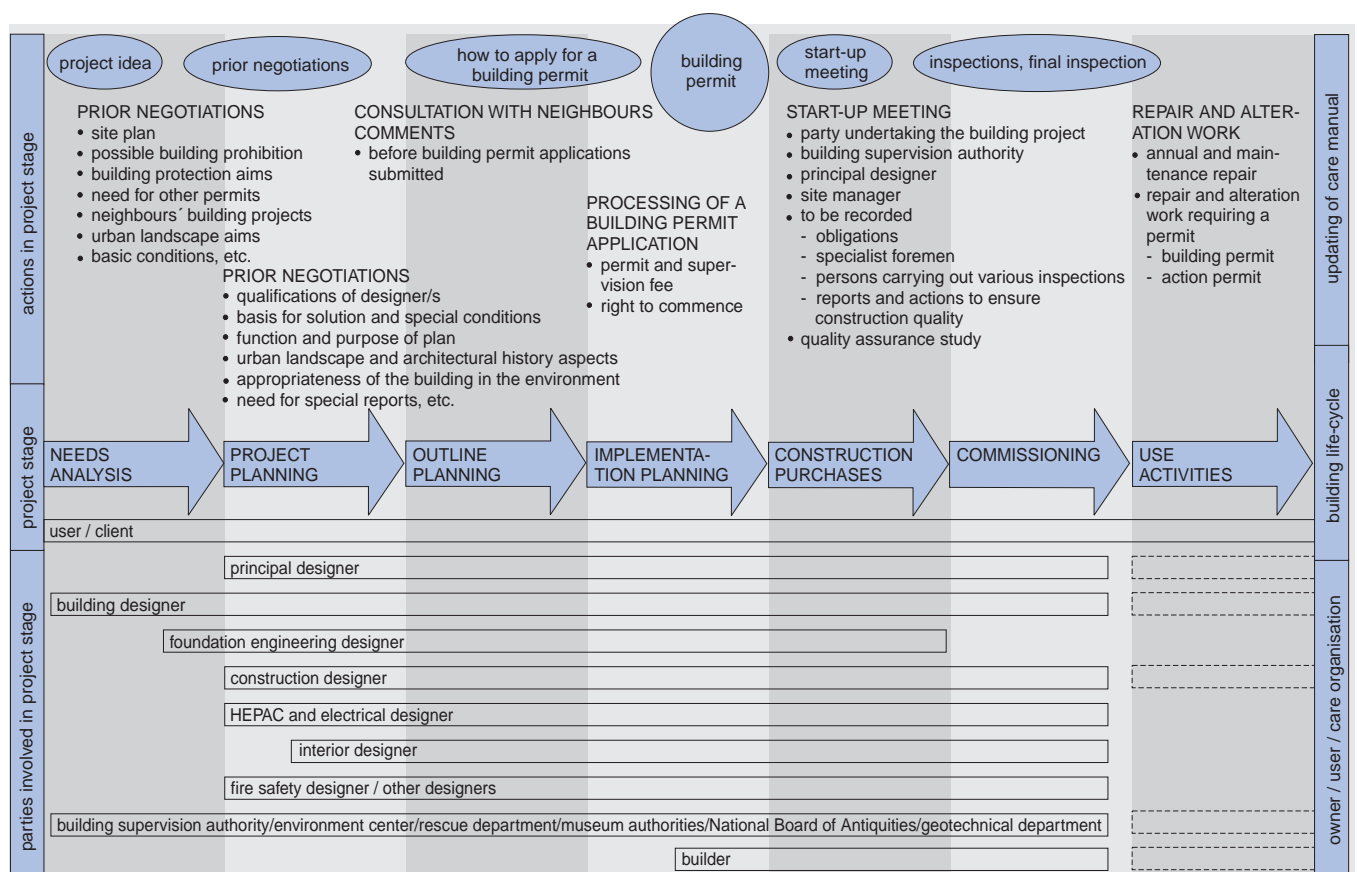 project idea
prior negotiations
how to apply for a
building permit
building
permit
start-up
meeting
inspections, final inspection
actions in project stage
PRIOR NEGOTIATIONS
• site plan
• possible building prohibition
• building protection aims
• need for other permits
• neighbours´ building projects
• urban landscape aims
• basic conditions, etc.
PRIOR NEGOTIATIONS
• qualifications of designer/s
• basis for solution and special conditions
• function and purpose of plan
• urban landscape and architectural history aspects
• appropriateness of the building in the environment
• need for special reports, etc.
CONSULTATION WITH NEIGHBOURS
COMMENTS
• before building permit applications
submitted
PROCESSING OF A
BUILDING PERMIT
APPLICATION
• permit and super-
vision fee
• right to commence
START-UP MEETING
• party undertaking the building project
• building supervision authority
• principal designer
• site manager
• to be recorded
- obligations
- specialist foremen
- persons carrying out various inspections
- reports and actions to ensure
construction quality
• quality assurance study
REPAIR AND ALTER-
ATION WORK
• annual and main-
tenance repair
• repair and alteration
work requiring a
permit
- building permit
- action permit
updating of care manual
project stage
NEEDS
ANALYSIS
PROJECT
PLANNING
OUTLINE
PLANNING
IMPLEMENTA-
TION PLANNING
CONSTRUCTION
PURCHASES
COMMISSIONING
USE
ACTIVITIES
building life-cycle
parties involved in project stage
user / client
principal designer
building designer
foundation engineering designer
construction designer
HEPAC and electrical designer
interior designer
fire safety designer / other designers
building supervision authority/environment center/rescue department/museum authorities/National Board of Antiquities/geotechnical department
builder
owner / user / care organisation